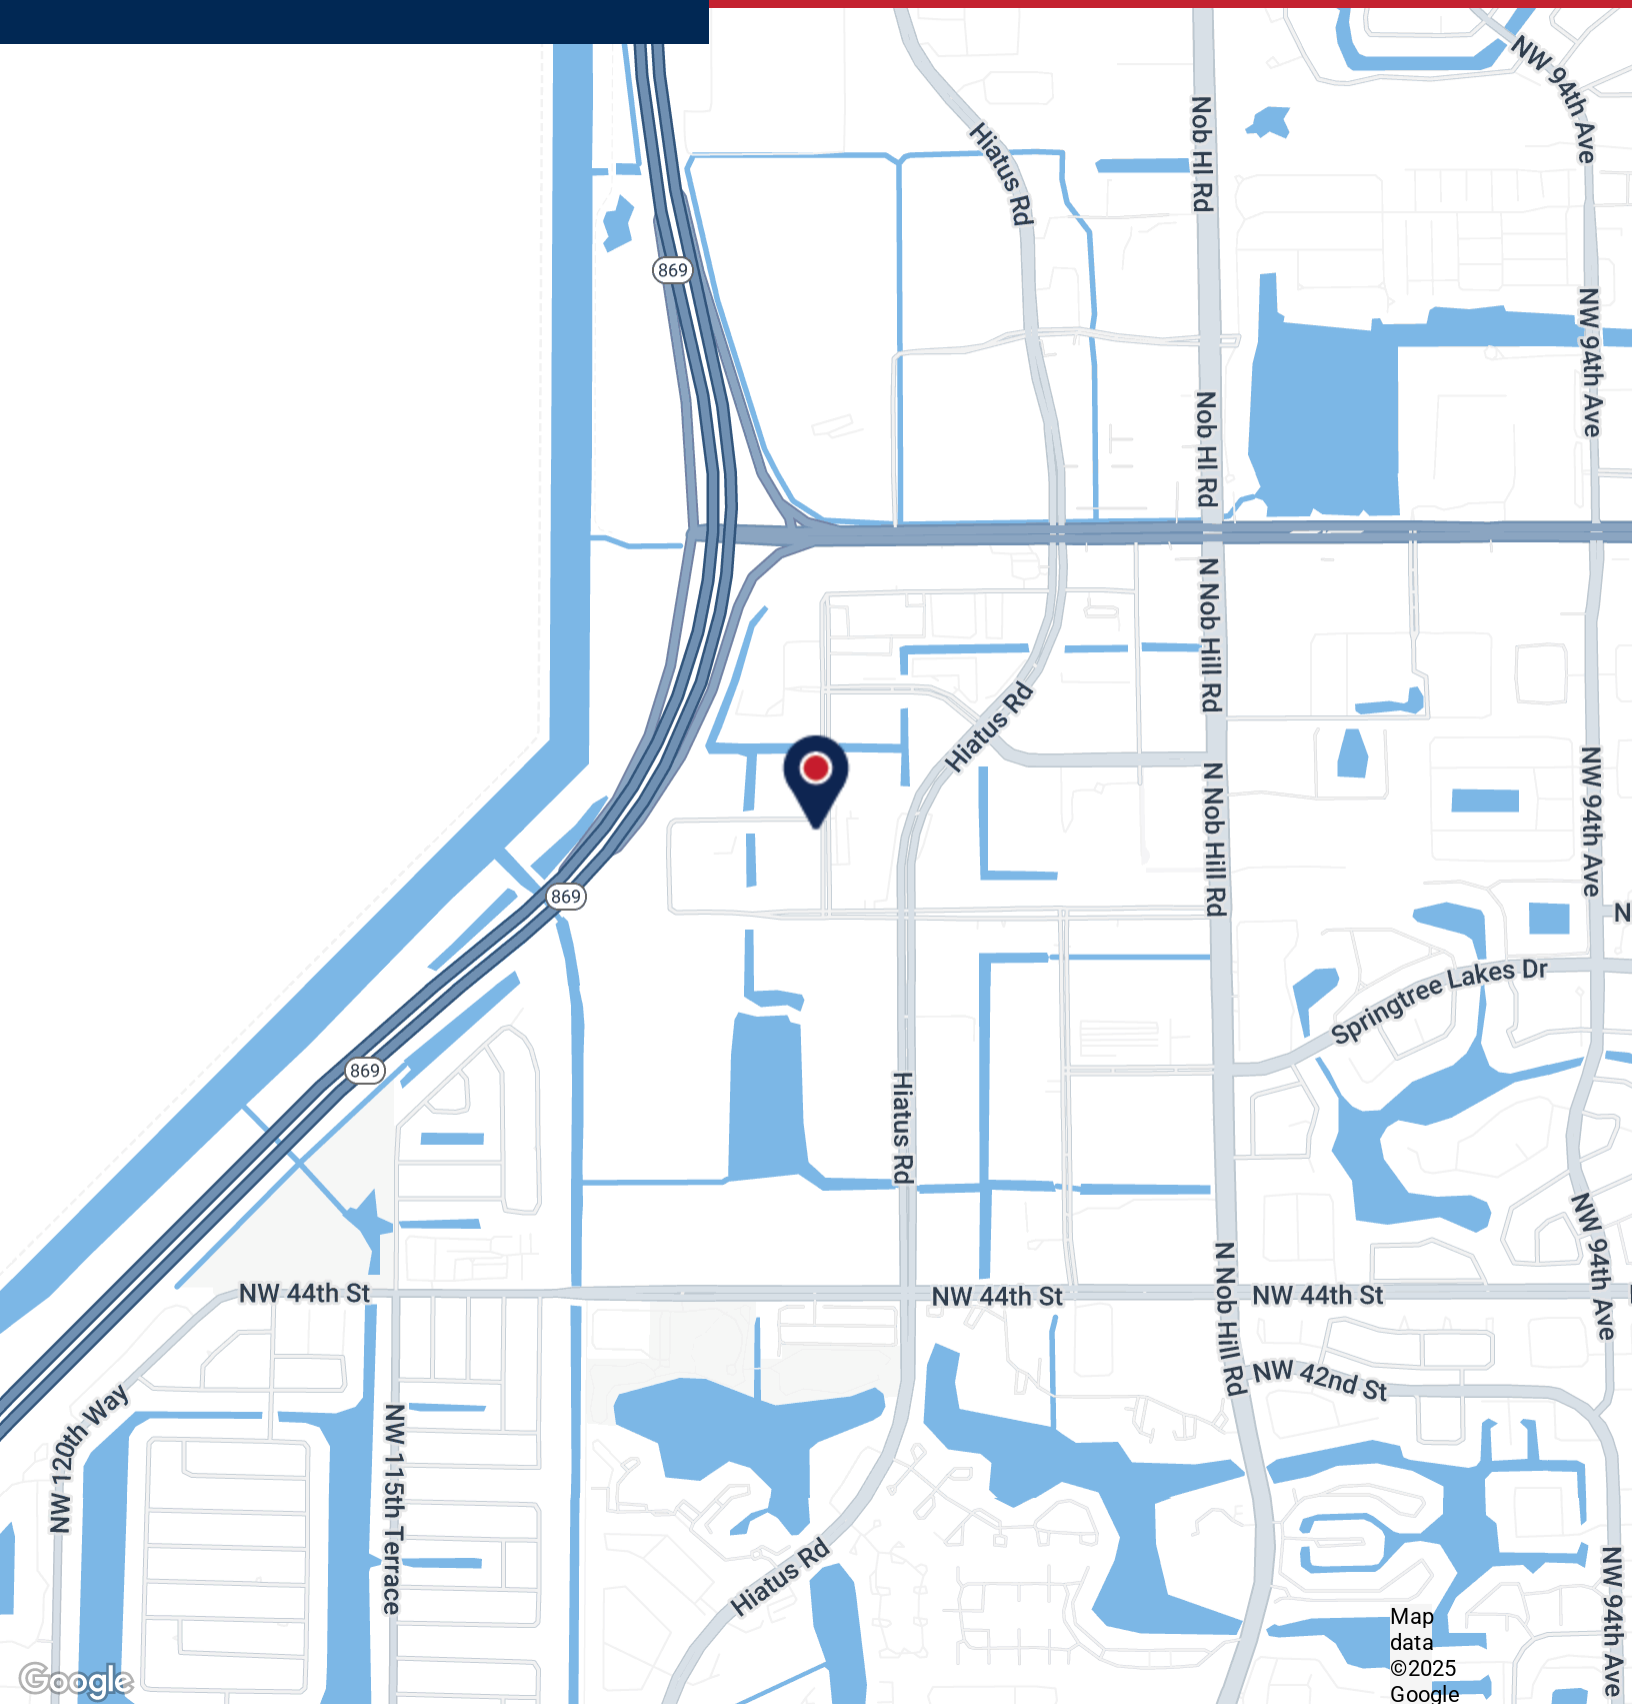 NW 94th Ave
Nob Hl Rd
Hiatus Rd
869
NW 94th Ave
Nob Hl Rd
N Nob Hill Rd
Hiatus Rd
NW 94th Ave
N Nob Hill Rd
869
N
Springtree Lakes Dr
869
Hiatus Rd
NW 94th Ave
N Nob Hill Rd
NW 44th St
NW 44th St
NW 44th St
NW 42nd St
NW 120th Way
NW 115th Terrace
Hiatus Rd
NW 94th Ave
Map
data
©2025
Google
Google